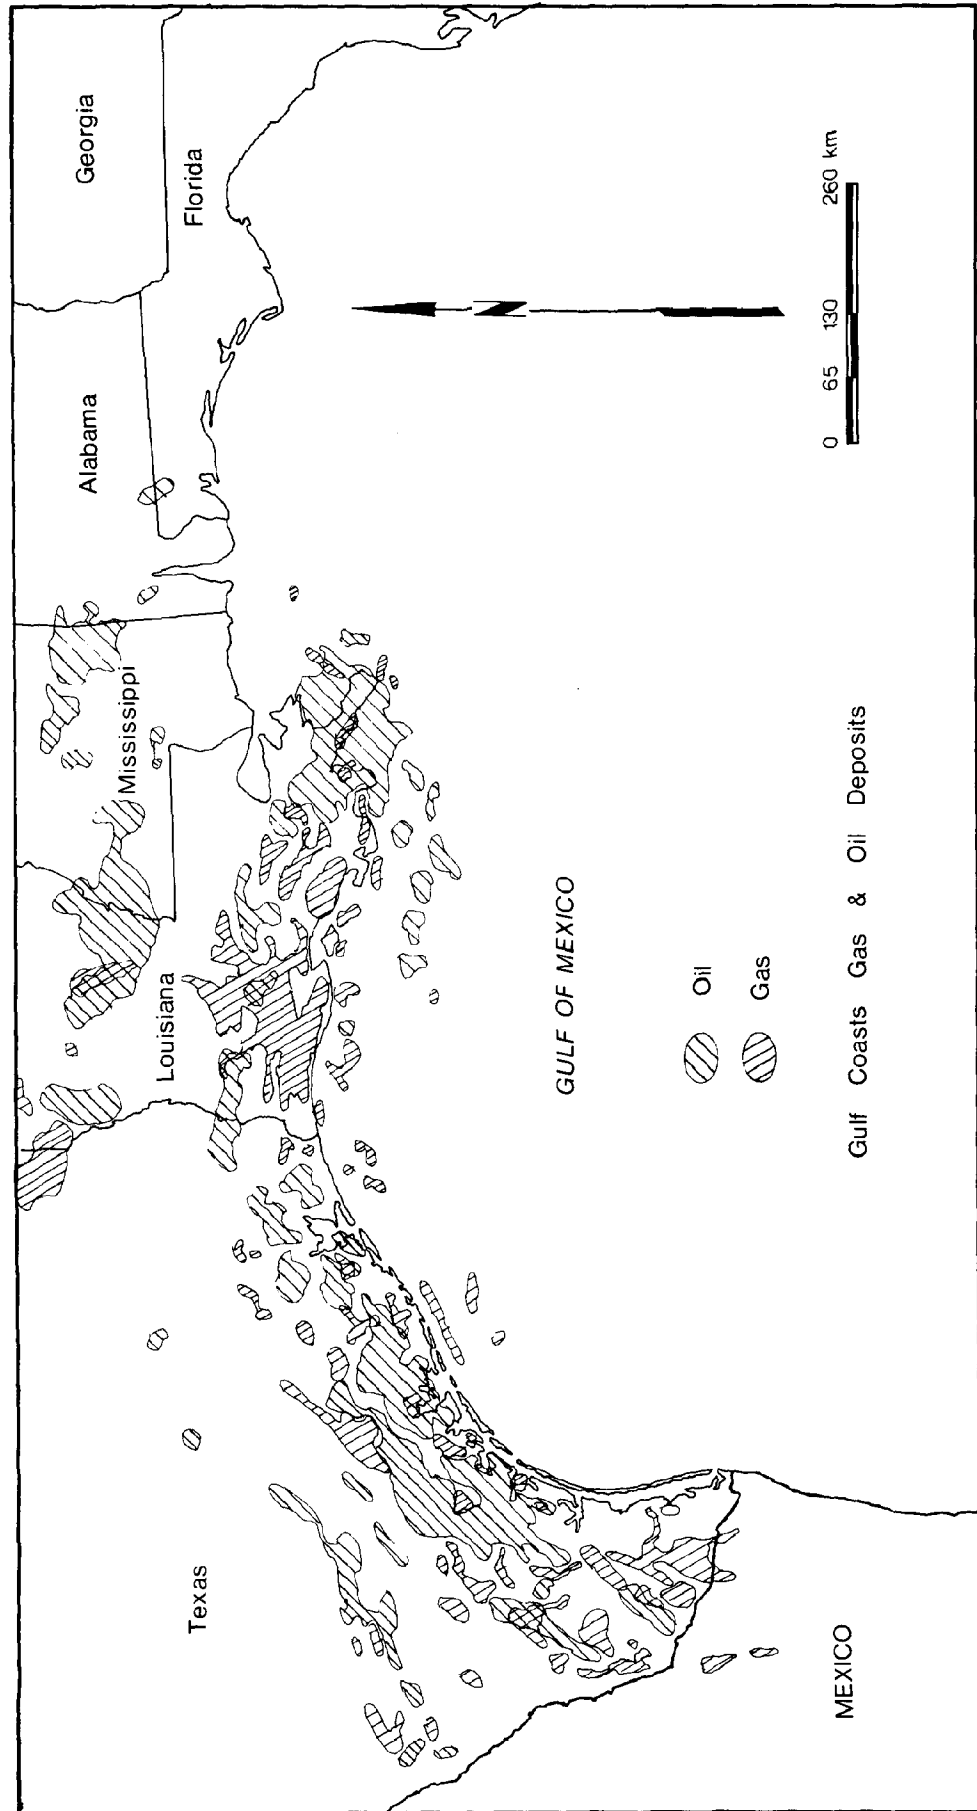 Georgia
Alabama
Florida
Mississippi
Louisiana
Texas
MEXICO
GULF OF MEXICO
N
0 65 130 260 km
Oil
Gas
Gulf Coasts Gas & Oil Deposits